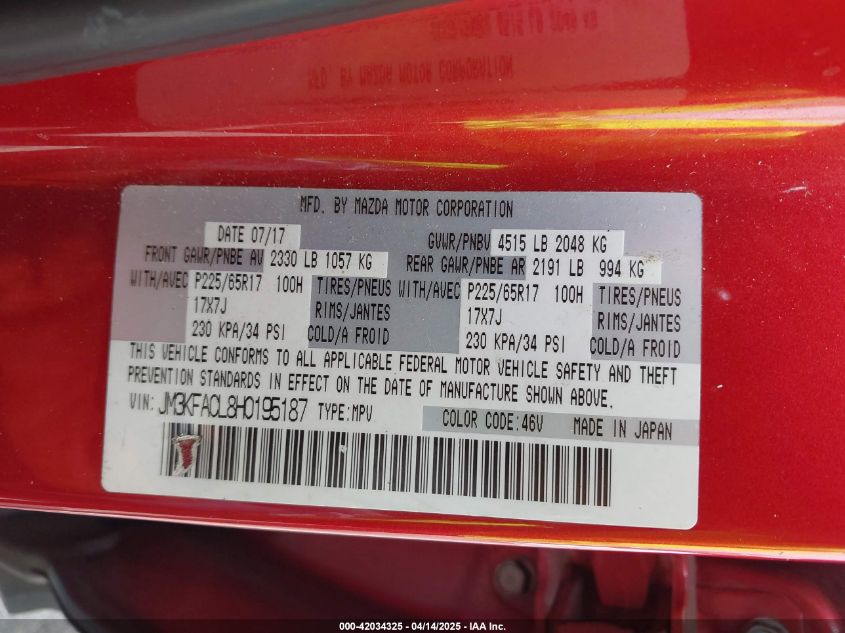 MFD. BY MAZDA MOTOR CORPORATION
DATE 07/17 GVWR/PNBV 4515 LB 2048 KG
FRONT GAWR/PNBE AV 2330 LB 1057 KG REAR GAWR/PNBE AR 2191 LB 994 KG
WITH/AVEC P225/65R17 100H TIRES/PNEUS WITH/AVEC P225/65R17 100H TIRES/PNEUS
17X7J RIMS/JANTES 17X7J RIMS/JANTES
230 KPA/34 PSI COLD/A FROID 230 KPA/34 PSI COLD/A FROID
THIS VEHICLE CONFORMS TO ALL APPLICABLE FEDERAL MOTOR VEHICLE SAFETY AND THEFT
PREVENTION STANDARDS IN EFFECT ON THE DATE OF MANUFACTURE SHOWN ABOVE.
VIN: JM3KFACL8H0195187 TYPE:MPV COLOR CODE:46V MADE IN JAPAN
000-42034325 - 04/14/2025 - IAA Inc.